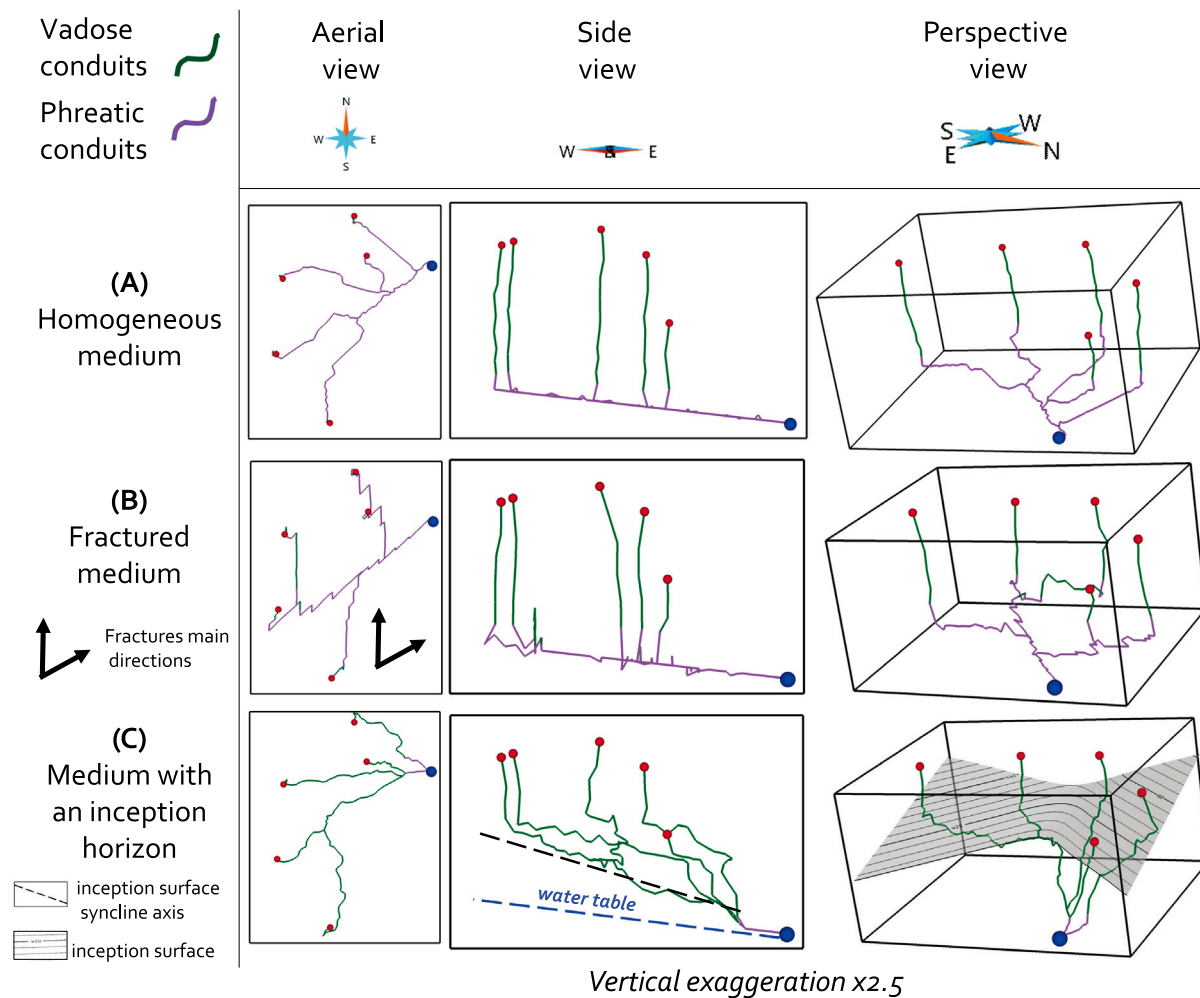 Vadose
conduits
Phreatic
conduits
Aerial
view
N
W E
S
Side
view
W S E
Perspective
view
S W
E N
(A)
Homogeneous
medium
(B)
Fractured
medium
Fractures main
directions
(C)
Medium with
an inception
horizon
inception surface
syncline axis
inception surface
water table
Vertical exaggeration x2.5